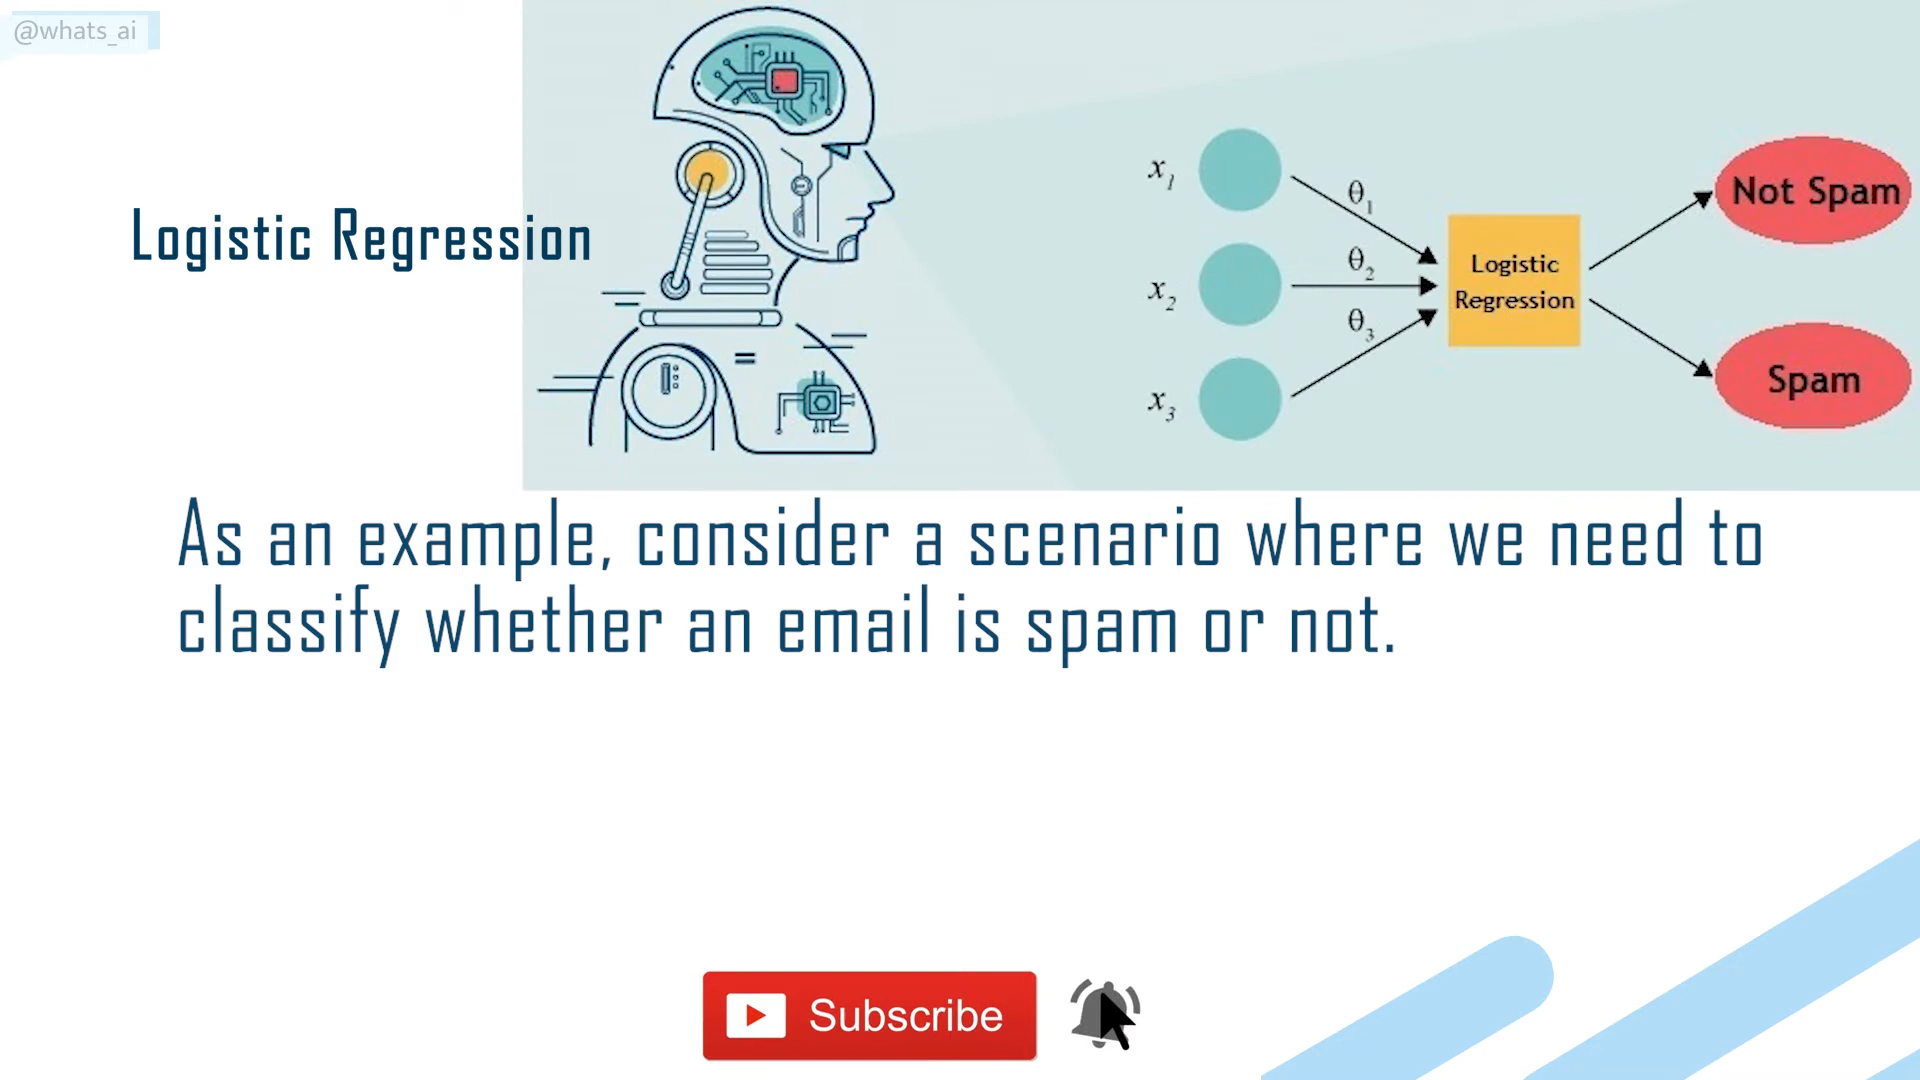 @whats_ai
Logistic Regression
x1
x2
x3
θ1
θ2
θ3
Logistic
Regression
Not Spam
Spam
As an example, consider a scenario where we need to
classify whether an email is spam or not.
Subscribe